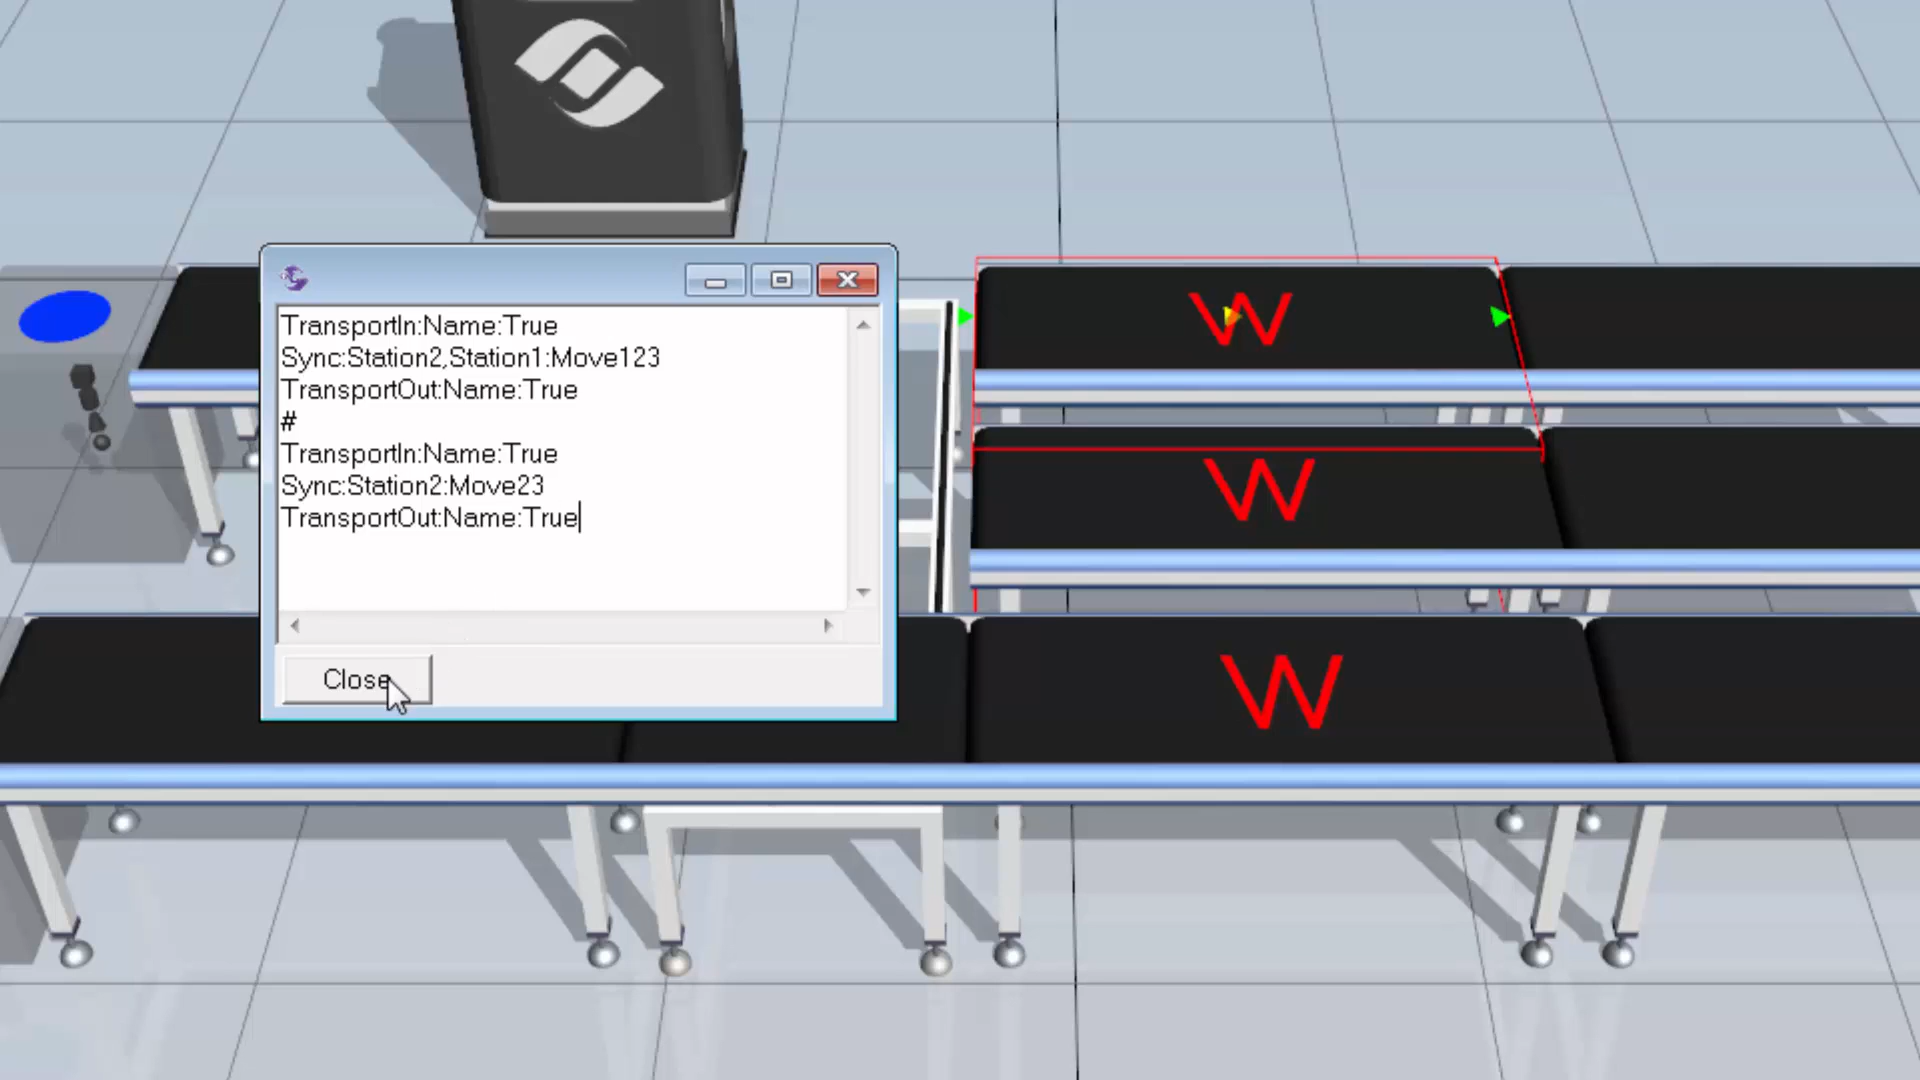 TransportIn:Name:True
Sync:Station2,Station1:Move123
TransportOut:Name:True
#
TransportIn:Name:True
Sync:Station2:Move23
TransportOut:Name:True
Close
W
W
W